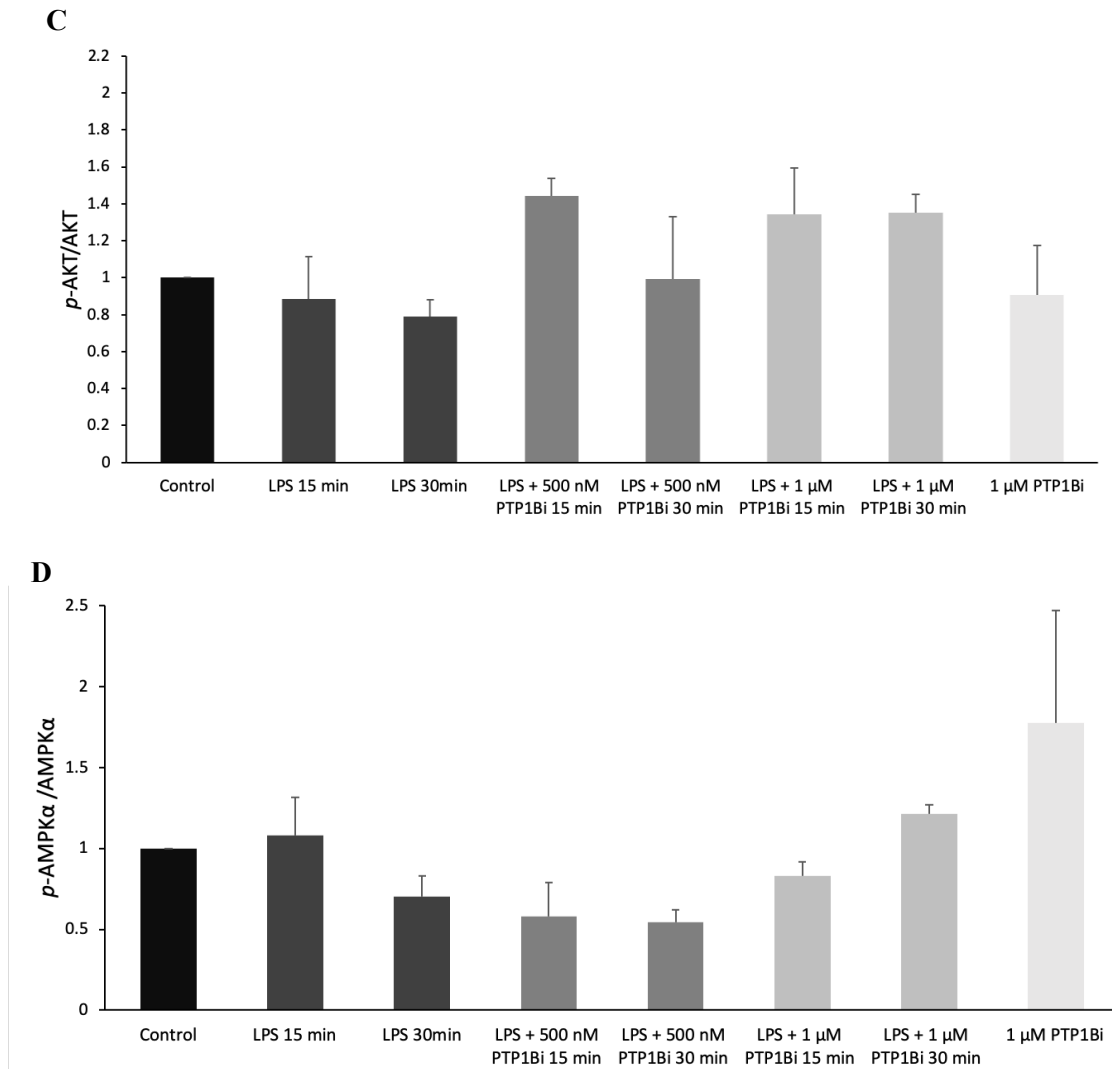 C
2.2
2
1.8
1.6
1.4
1.2
1
0.8
0.6
0.4
0.2
0
p-AKT/AKT
Control
LPS 15 min
LPS 30min
LPS + 500 nM
PTP1Bi 15 min
LPS + 500 nM
PTP1Bi 30 min
LPS + 1 µM
PTP1Bi 15 min
LPS + 1 µM
PTP1Bi 30 min
1 µM PTP1Bi
D
2.5
2
1.5
1
0.5
0
p-AMPKα /AMPKα
Control
LPS 15 min
LPS 30min
LPS + 500 nM
PTP1Bi 15 min
LPS + 500 nM
PTP1Bi 30 min
LPS + 1 µM
PTP1Bi 15 min
LPS + 1 µM
PTP1Bi 30 min
1 µM PTP1Bi